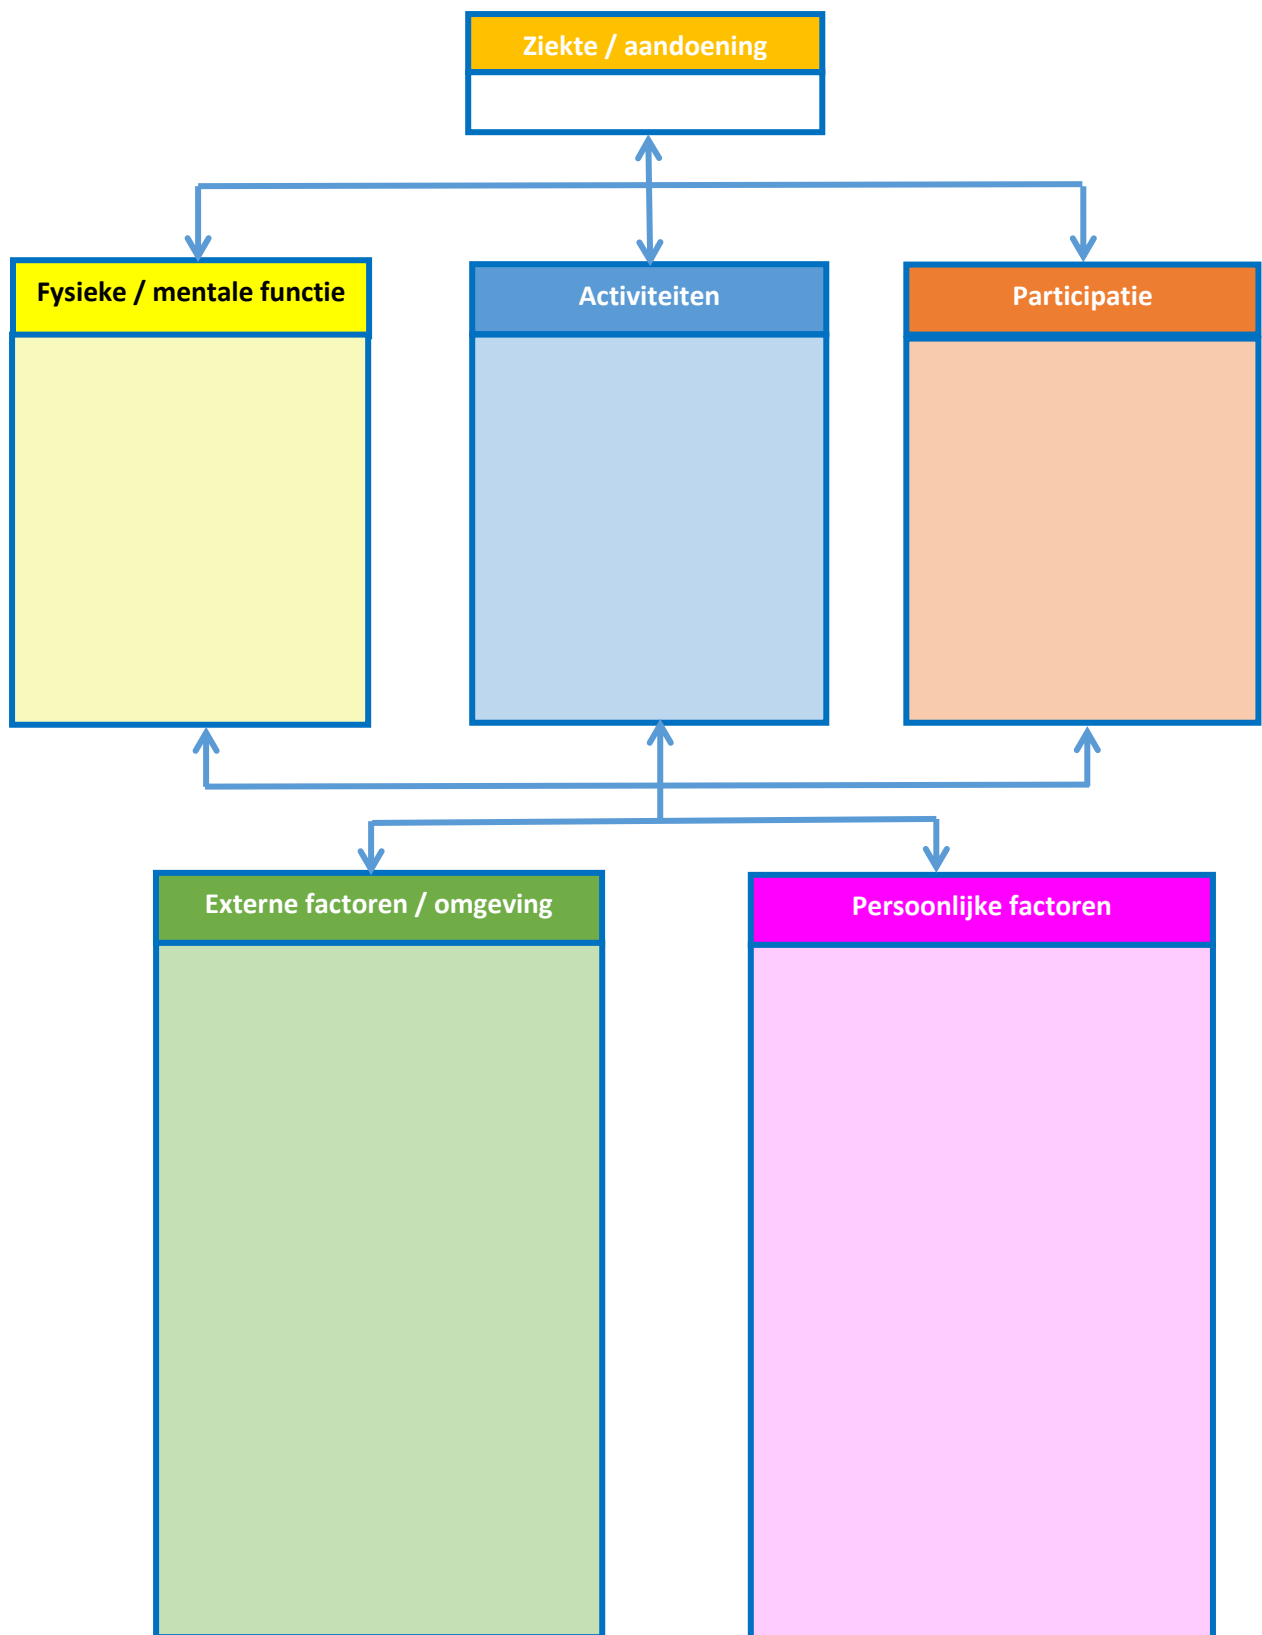 Ziekte / aandoening
Fysieke / mentale functie
Activiteiten
Participatie
Externe factoren / omgeving
Persoonlijke factoren